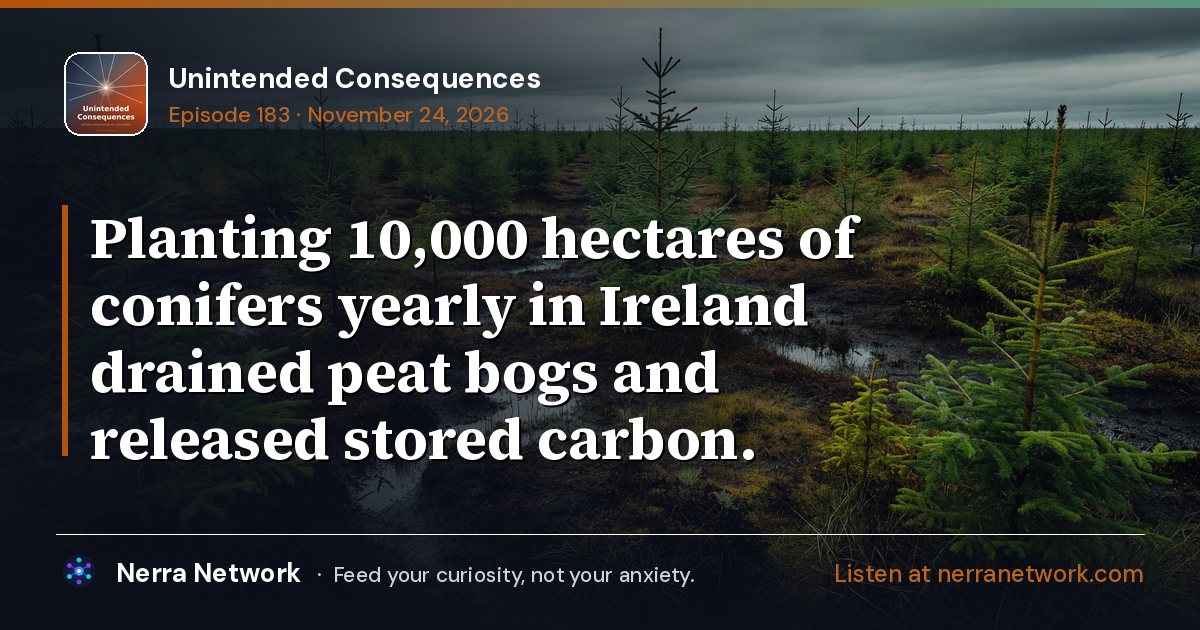 Unintended Consequences
Episode 183 · November 24, 2026
Unintended
Consequences
Planting 10,000 hectares of
conifers yearly in Ireland
drained peat bogs and
released stored carbon.
Nerra Network · Feed your curiosity, not your anxiety.
Listen at nerranetwork.com